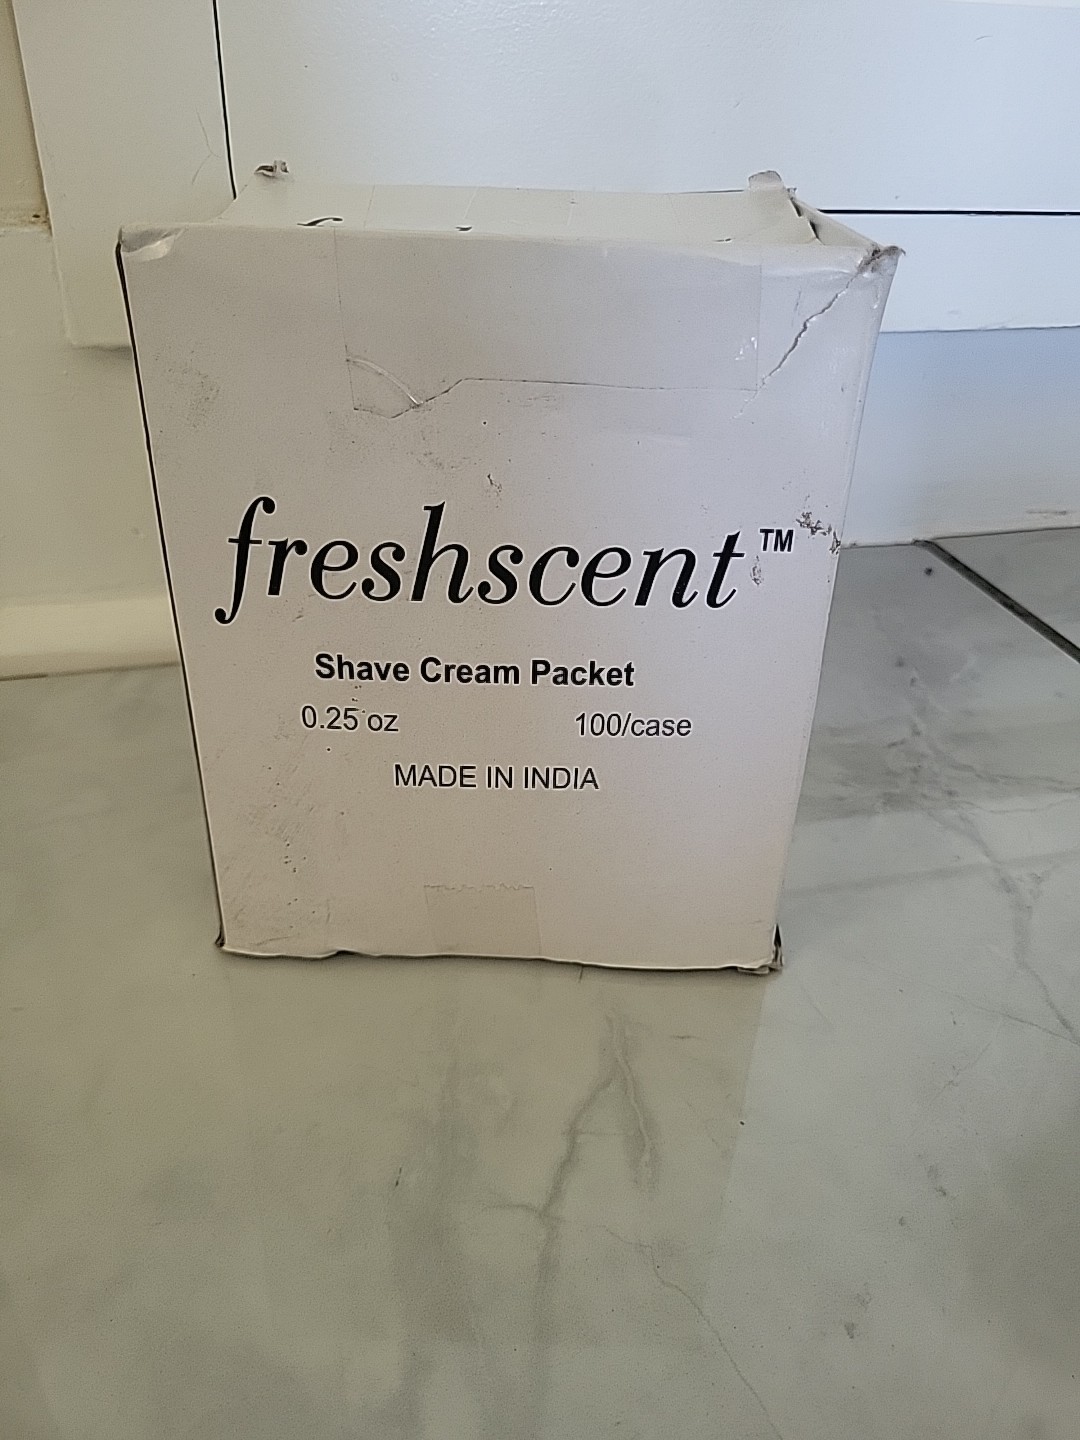 freshscent™
Shave Cream Packet
0.25 oz 100/case
MADE IN INDIA